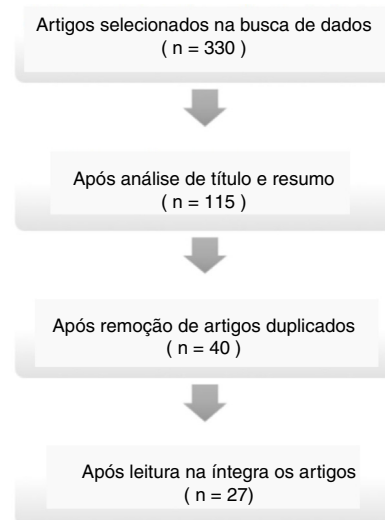 Artigos selecionados na busca de dados
( n = 330 )
Após análise de título e resumo
( n = 115 )
Após remoção de artigos duplicados
( n = 40 )
Após leitura na íntegra os artigos
( n = 27)